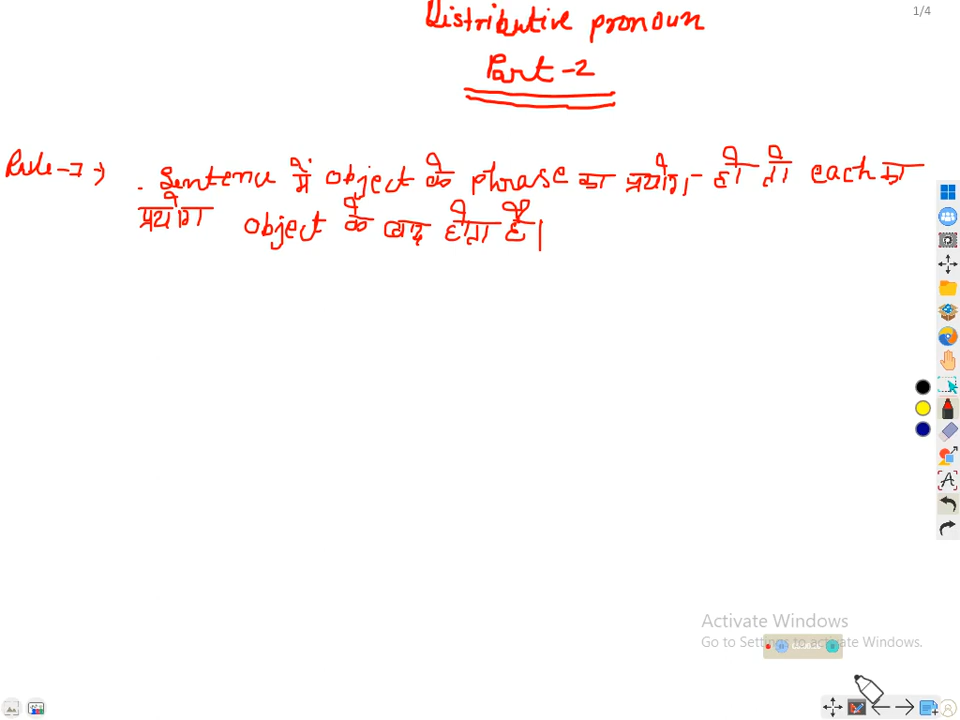 1/4
Distributive pronoun
Part-2
Rule-7→ Sentence में object के phrase का प्रयोग हो तो each का
प्रयोग object के बाद होता है।
Activate Windows
Go to Settings to activate Windows.